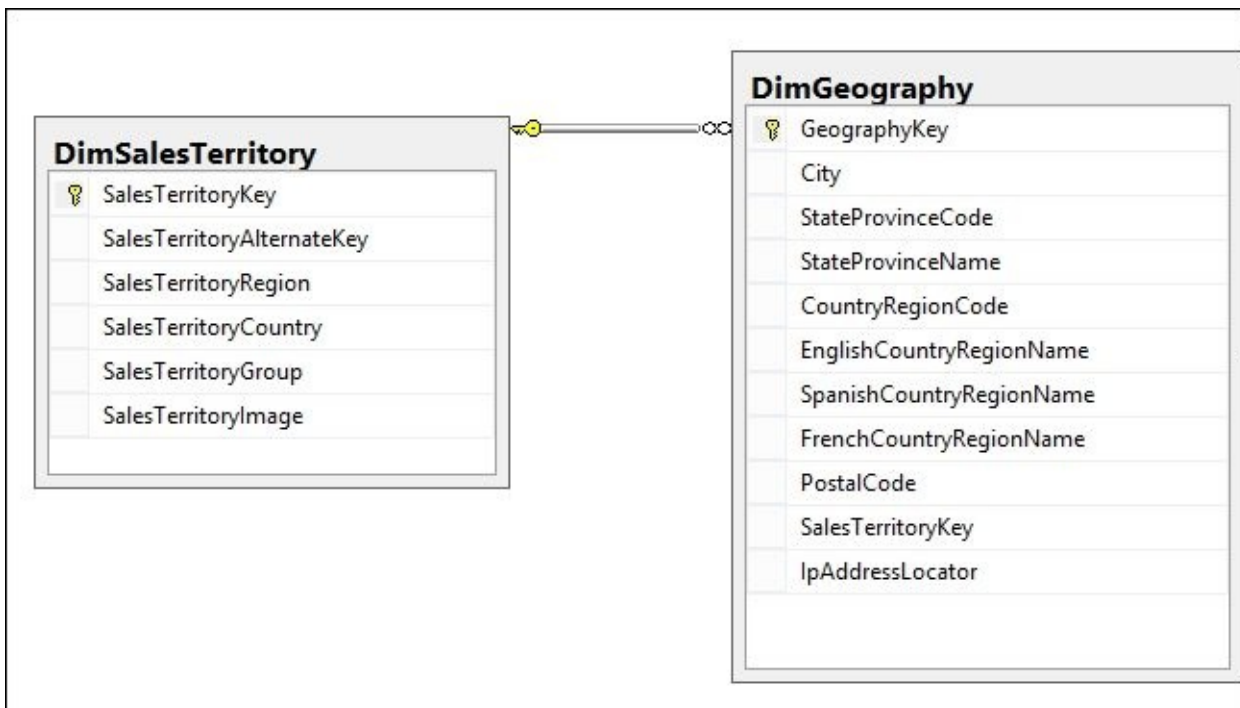 DimSalesTerritory
SalesTerritoryKey
SalesTerritoryAlternateKey
SalesTerritoryRegion
SalesTerritoryCountry
SalesTerritoryGroup
SalesTerritoryImage
DimGeography
GeographyKey
City
StateProvinceCode
StateProvinceName
CountryRegionCode
EnglishCountryRegionName
SpanishCountryRegionName
FrenchCountryRegionName
PostalCode
SalesTerritoryKey
IpAddressLocator